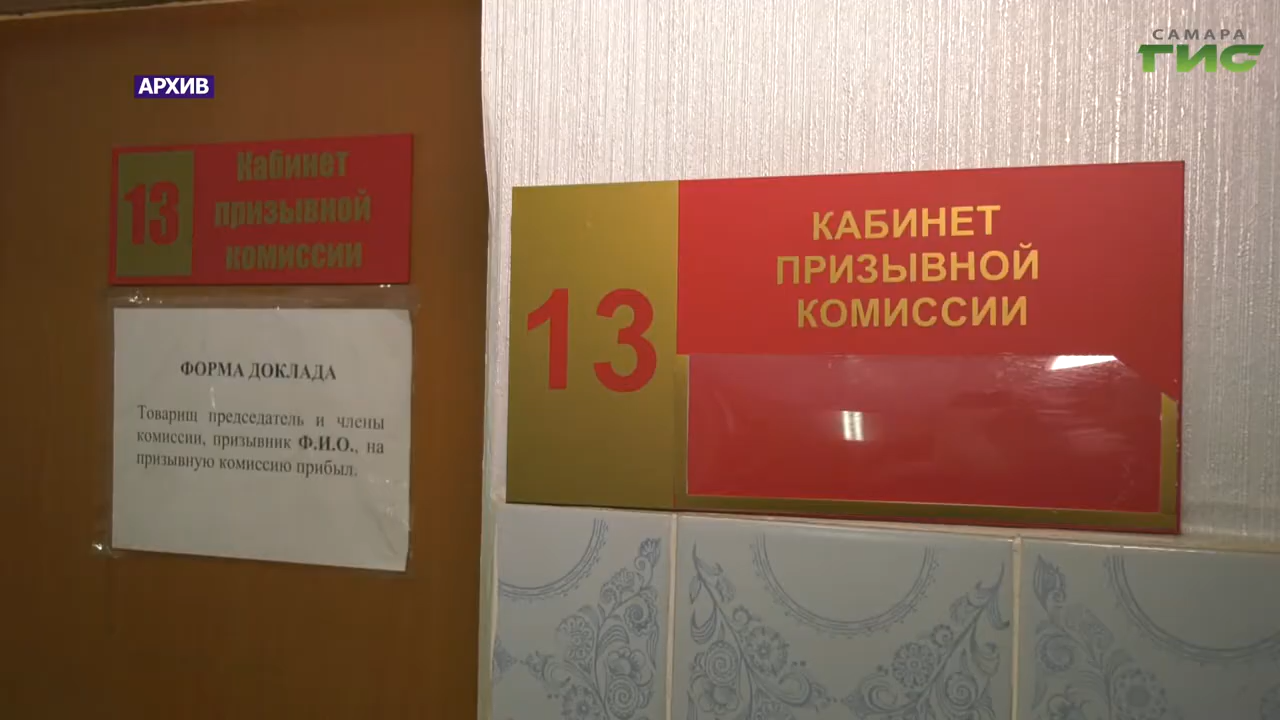 САМАРА
ГИС
АРХИВ
13
Кабинет
призывной
комиссии
ФОРМА ДОКЛАДА
Товарищ председатель и члены
комиссии, призывник Ф.И.О., на
призывную комиссию прибыл.
13
КАБИНЕТ
ПРИЗЫВНОЙ
КОМИССИИ